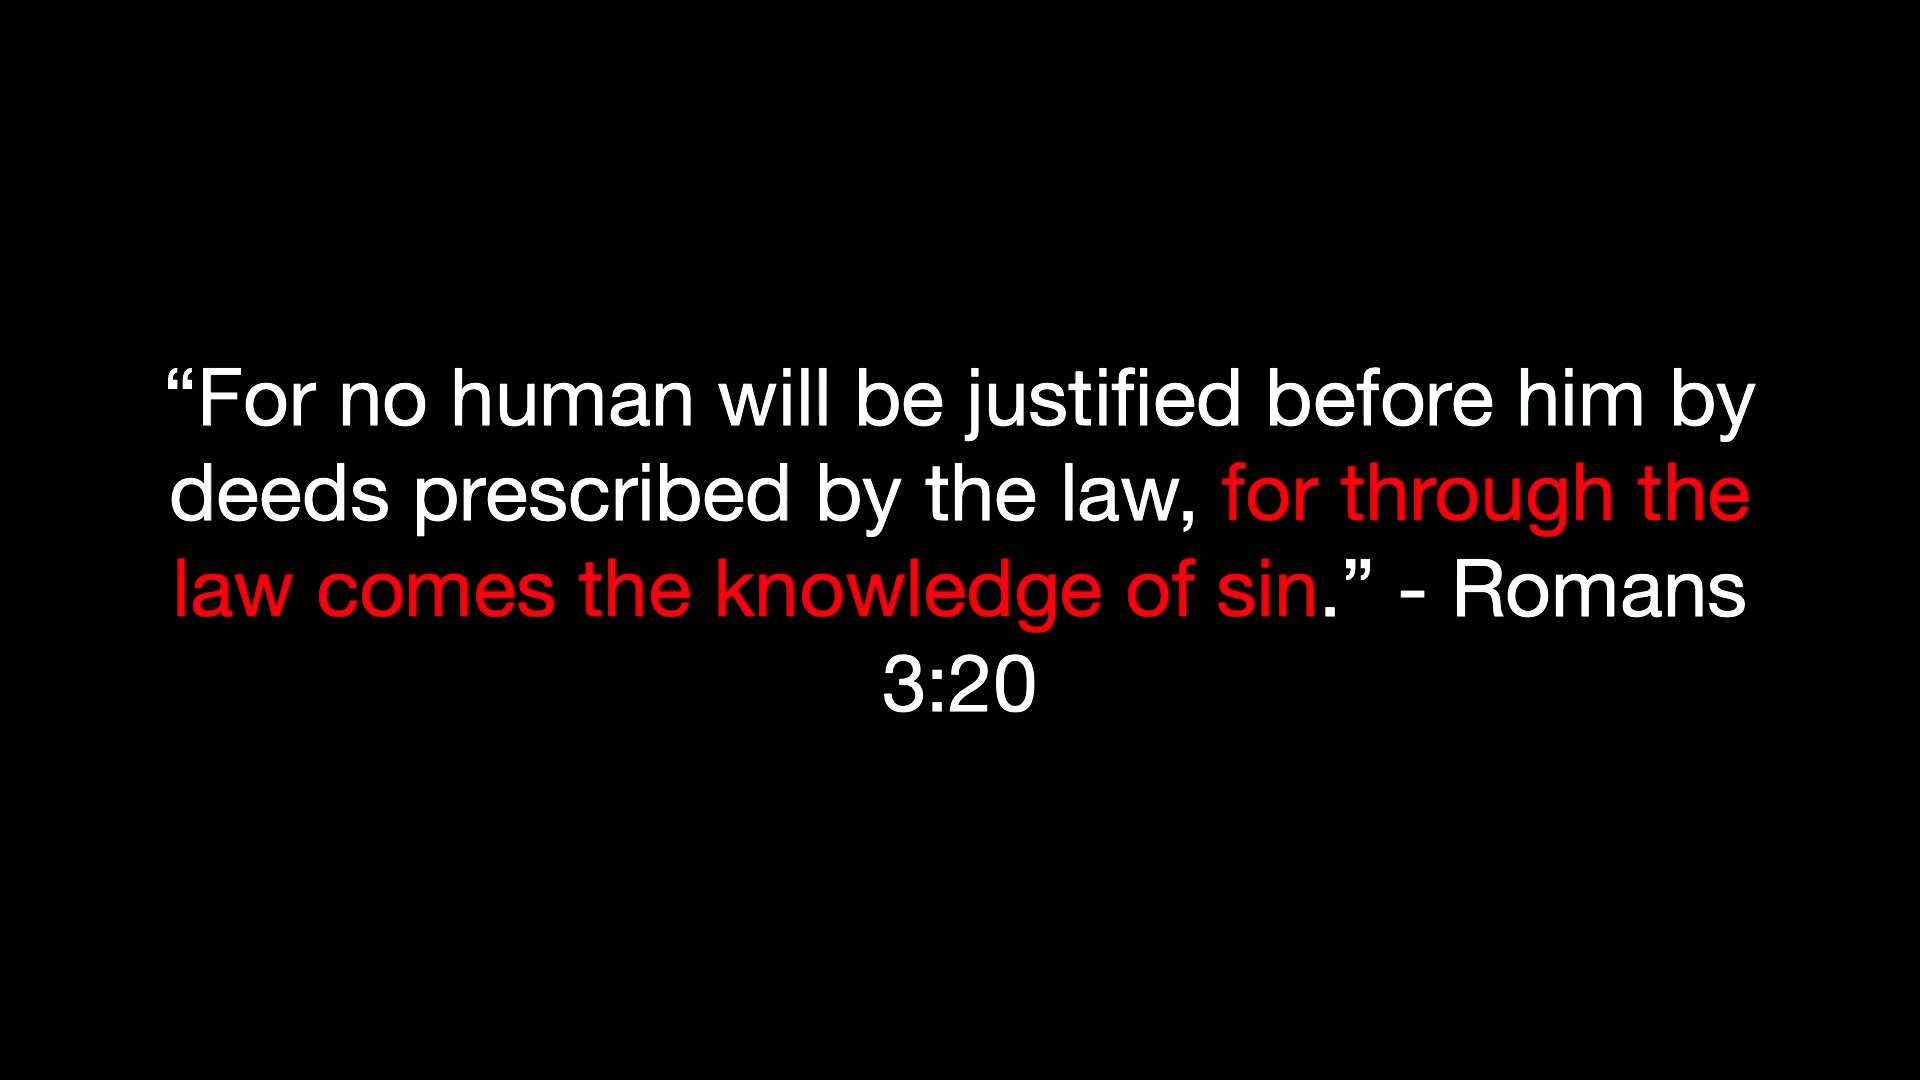 “For no human will be justified before him by
deeds prescribed by the law, for through the
law comes the knowledge of sin.” - Romans
3:20